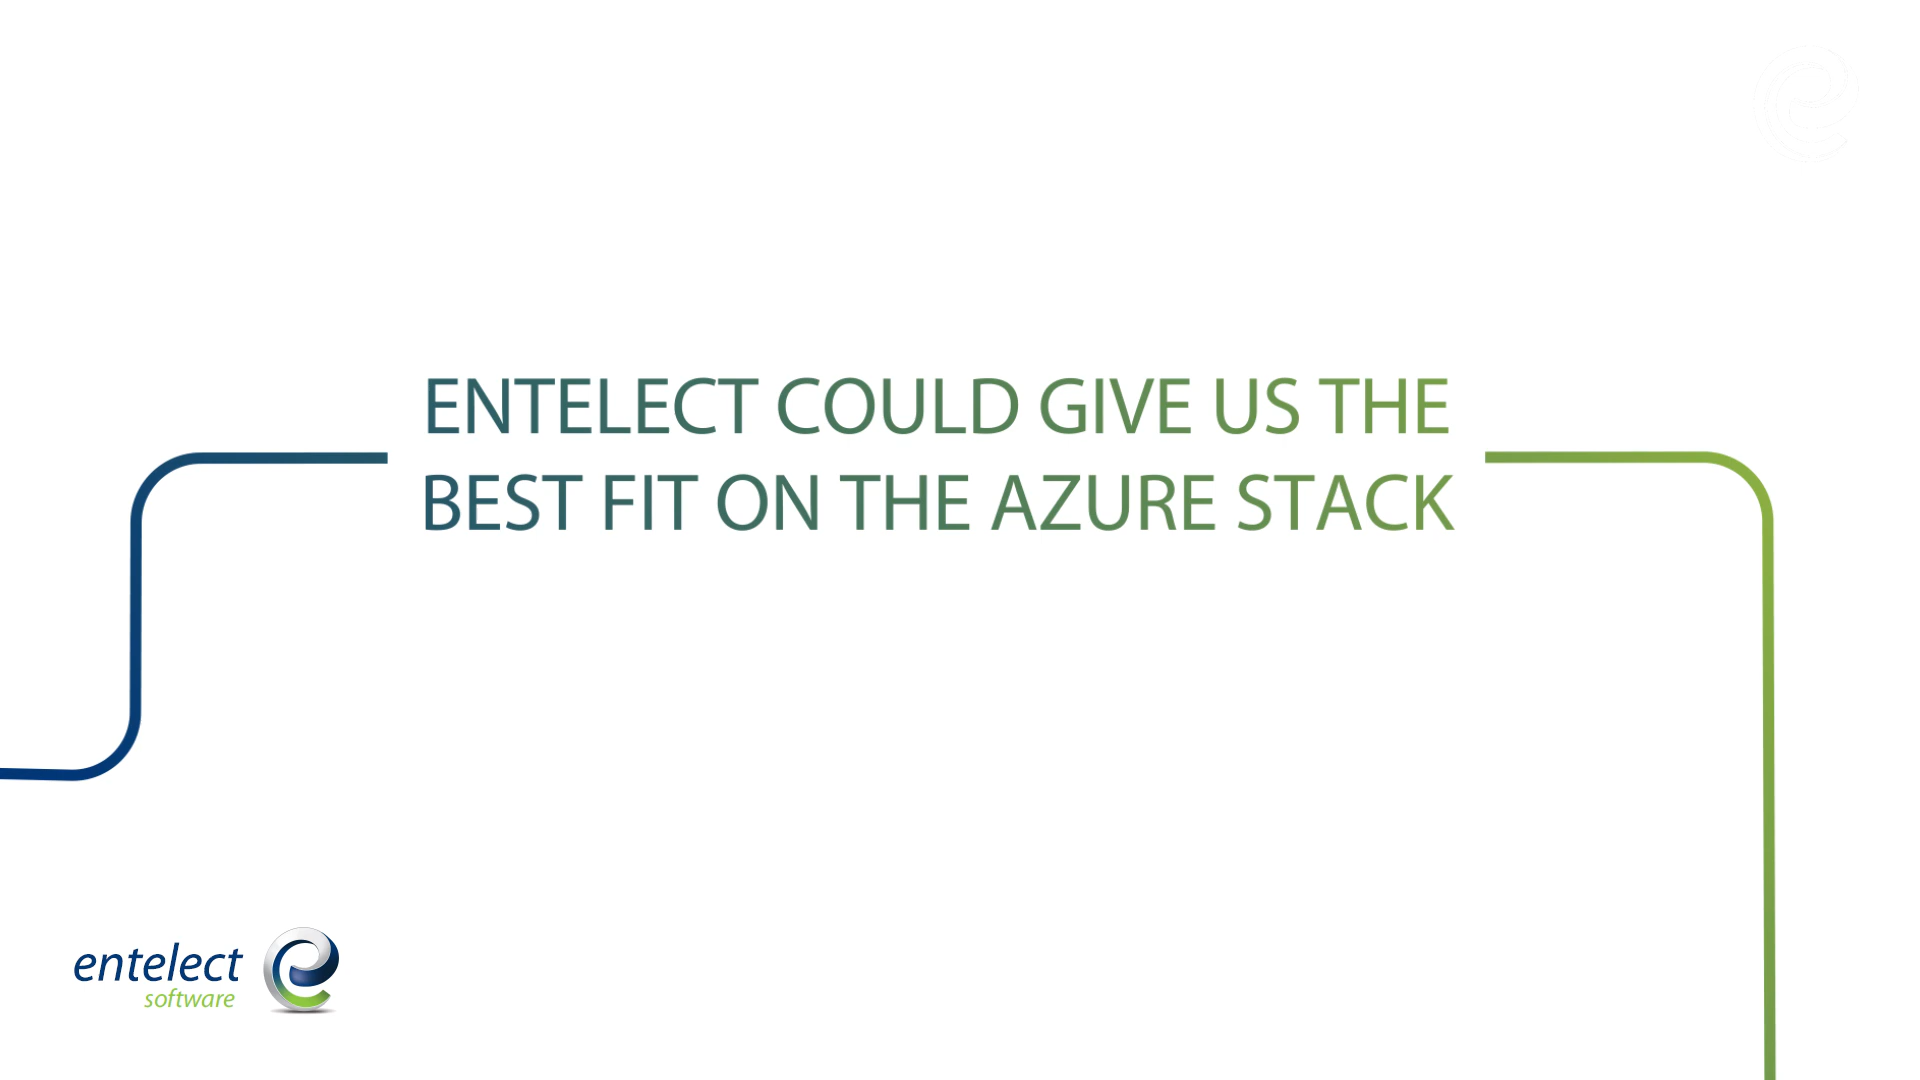 ENTELECT COULD GIVE US THE
BEST FIT ON THE AZURE STACK
entelect
software